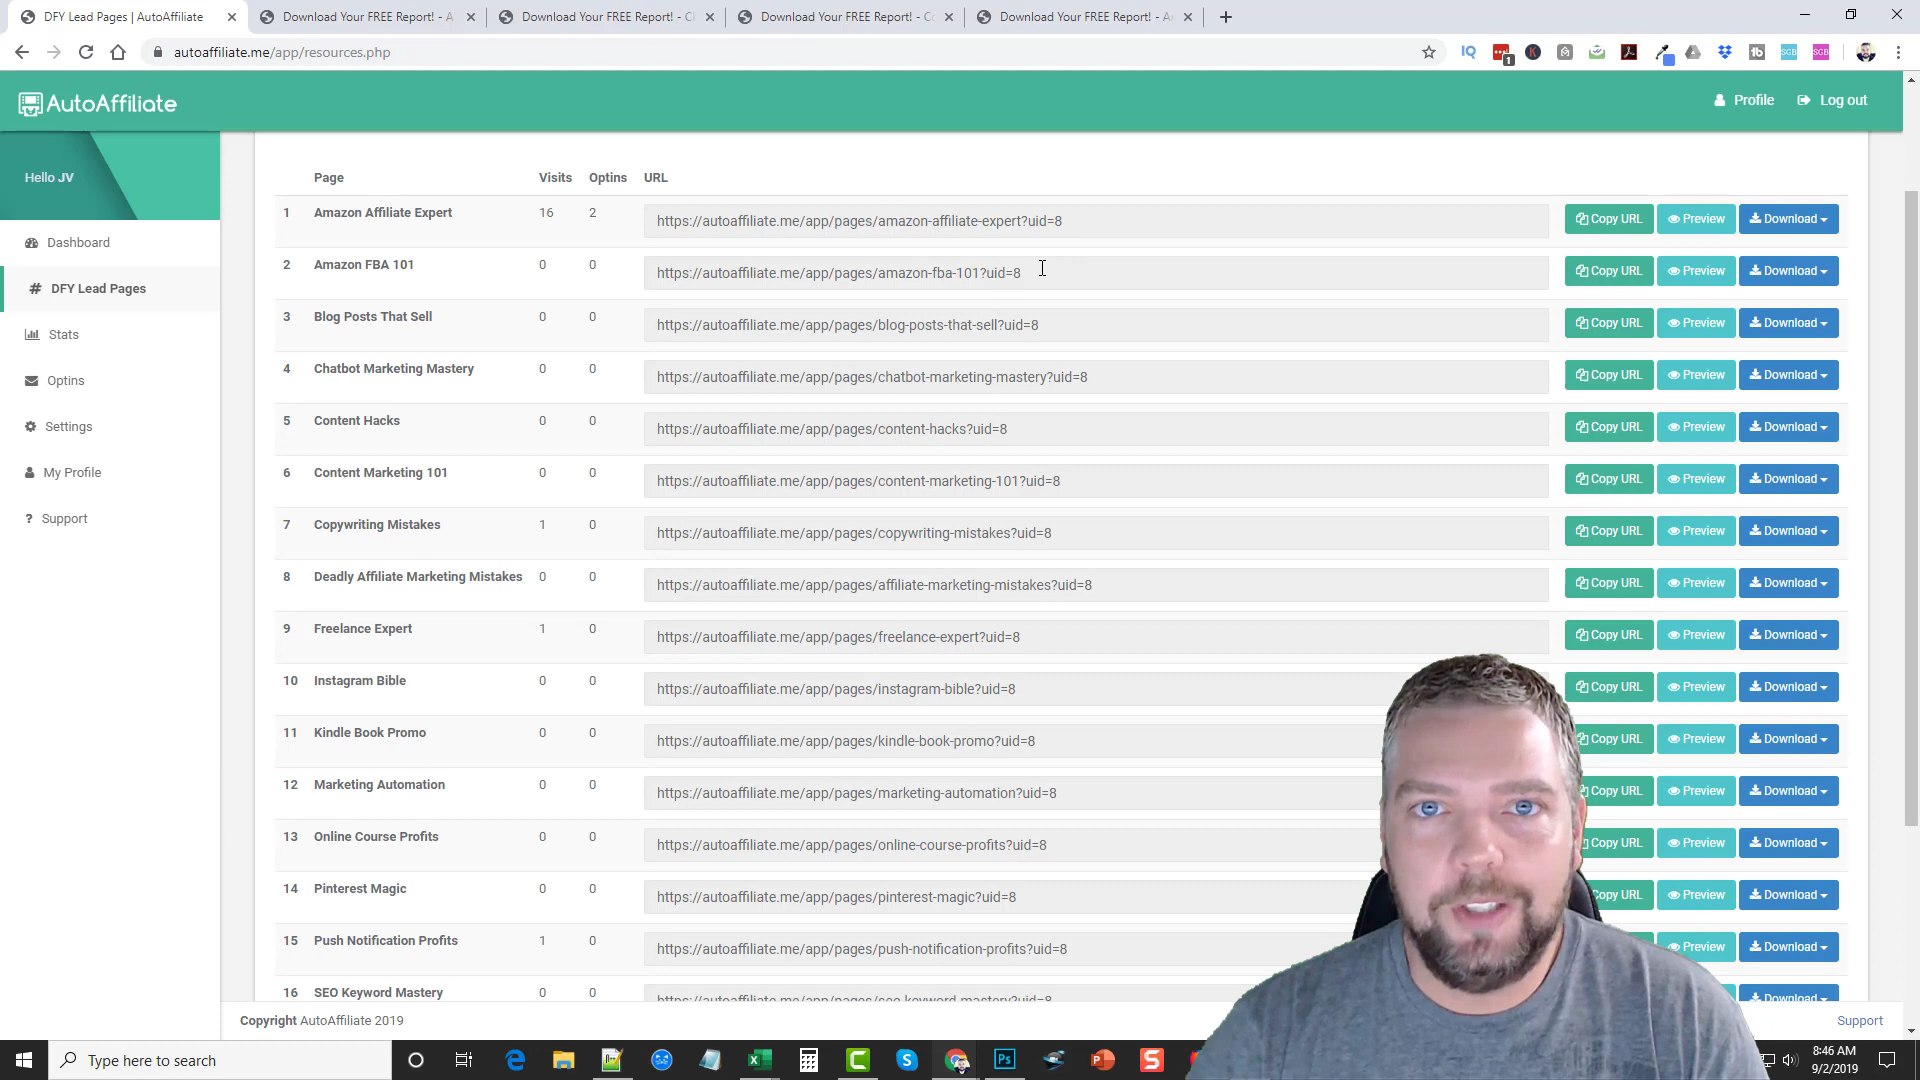 DFY Lead Pages | AutoAffiliate
Download Your FREE Report! - A
Download Your FREE Report! - Cl
Download Your FREE Report! - Co
Download Your FREE Report! - A
autoaffiliate.me/app/resources.php
AutoAffiliate
Profile
Log out
Hello JV
Dashboard
DFY Lead Pages
Stats
Optins
Settings
My Profile
Support
Page Visits Optins URL
1 Amazon Affiliate Expert 16 2 https://autoaffiliate.me/app/pages/amazon-affiliate-expert?uid=8 Copy URL Preview Download
2 Amazon FBA 101 0 0 https://autoaffiliate.me/app/pages/amazon-fba-101?uid=8 Copy URL Preview Download
3 Blog Posts That Sell 0 0 https://autoaffiliate.me/app/pages/blog-posts-that-sell?uid=8 Copy URL Preview Download
4 Chatbot Marketing Mastery 0 0 https://autoaffiliate.me/app/pages/chatbot-marketing-mastery?uid=8 Copy URL Preview Download
5 Content Hacks 0 0 https://autoaffiliate.me/app/pages/content-hacks?uid=8 Copy URL Preview Download
6 Content Marketing 101 0 0 https://autoaffiliate.me/app/pages/content-marketing-101?uid=8 Copy URL Preview Download
7 Copywriting Mistakes 1 0 https://autoaffiliate.me/app/pages/copywriting-mistakes?uid=8 Copy URL Preview Download
8 Deadly Affiliate Marketing Mistakes 0 0 https://autoaffiliate.me/app/pages/affiliate-marketing-mistakes?uid=8 Copy URL Preview Download
9 Freelance Expert 1 0 https://autoaffiliate.me/app/pages/freelance-expert?uid=8 Copy URL Preview Download
10 Instagram Bible 0 0 https://autoaffiliate.me/app/pages/instagram-bible?uid=8 Copy URL Preview Download
11 Kindle Book Promo 0 0 https://autoaffiliate.me/app/pages/kindle-book-promo?uid=8 Copy URL Preview Download
12 Marketing Automation 0 0 https://autoaffiliate.me/app/pages/marketing-automation?uid=8 Copy URL Preview Download
13 Online Course Profits 0 0 https://autoaffiliate.me/app/pages/online-course-profits?uid=8 Copy URL Preview Download
14 Pinterest Magic 0 0 https://autoaffiliate.me/app/pages/pinterest-magic?uid=8 Copy URL Preview Download
15 Push Notification Profits 1 0 https://autoaffiliate.me/app/pages/push-notification-profits?uid=8 Preview Download
16 SEO Keyword Mastery 0 0 https://autoaffiliate.me/app/pages/seo-keyword-mastery?uid=8 Download
Copyright AutoAffiliate 2019
Support
Type here to search
8:46 AM
9/2/2019